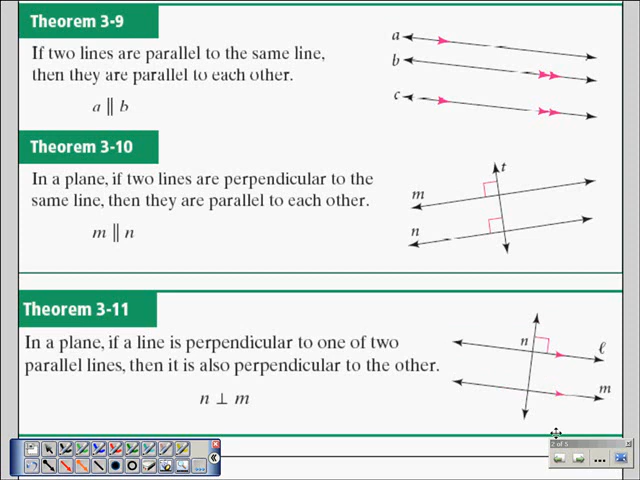 Theorem 3-9
If two lines are parallel to the same line,
then they are parallel to each other.
a ∥ b
a
b
c
Theorem 3-10
In a plane, if two lines are perpendicular to the
same line, then they are parallel to each other.
m ∥ n
t
m
n
Theorem 3-11
In a plane, if a line is perpendicular to one of two
parallel lines, then it is also perpendicular to the other.
n ⊥ m
n
ℓ
m
2 of 5